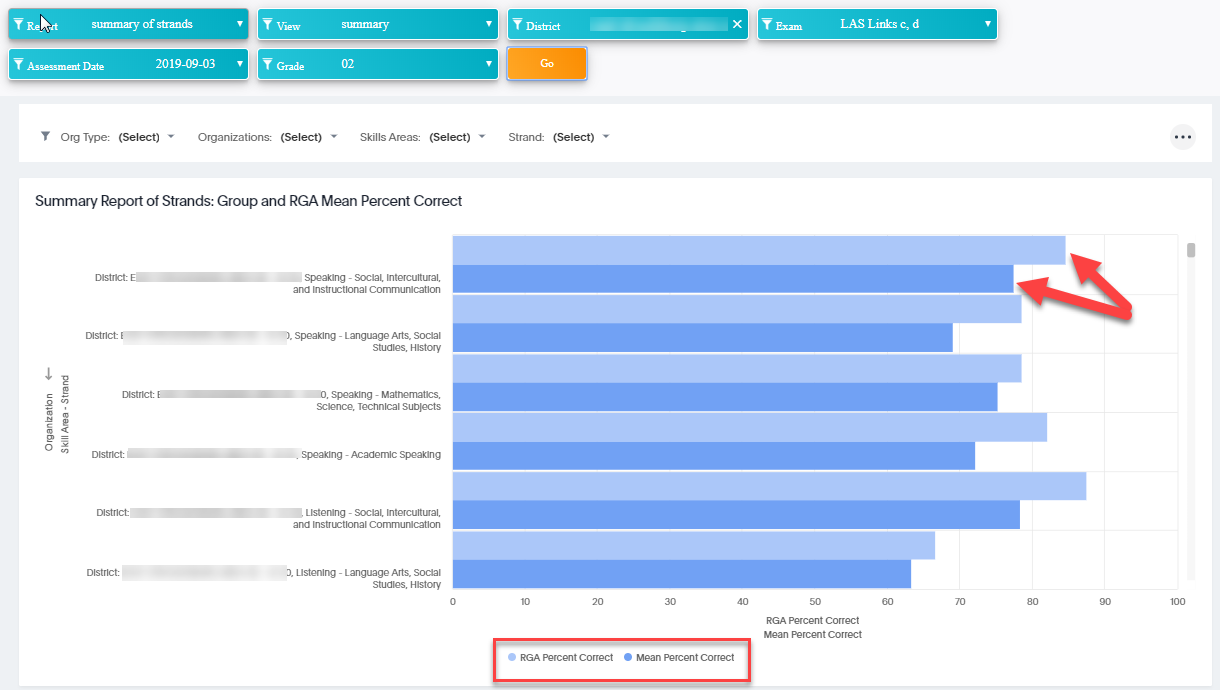 Report summary of strands
View summary
District
Exam LAS Links c, d
Assessment Date 2019-09-03
Grade 02
Go
Org Type: (Select)
Organizations: (Select)
Skills Areas: (Select)
Strand: (Select)
Summary Report of Strands: Group and RGA Mean Percent Correct
District: E Speaking - Social, Intercultural,
and Instructional Communication
District: 0, Speaking - Language Arts, Social
Studies, History
District: 0, Speaking - Mathematics,
Science, Technical Subjects
District: , Speaking - Academic Speaking
District: , Listening - Social, Intercultural,
and Instructional Communication
District: 0, Listening - Language Arts, Social
Studies, History
Organization
Skill Area - Strand
0 10 20 30 40 50 60 70 80 90 100
RGA Percent Correct
Mean Percent Correct
RGA Percent Correct Mean Percent Correct